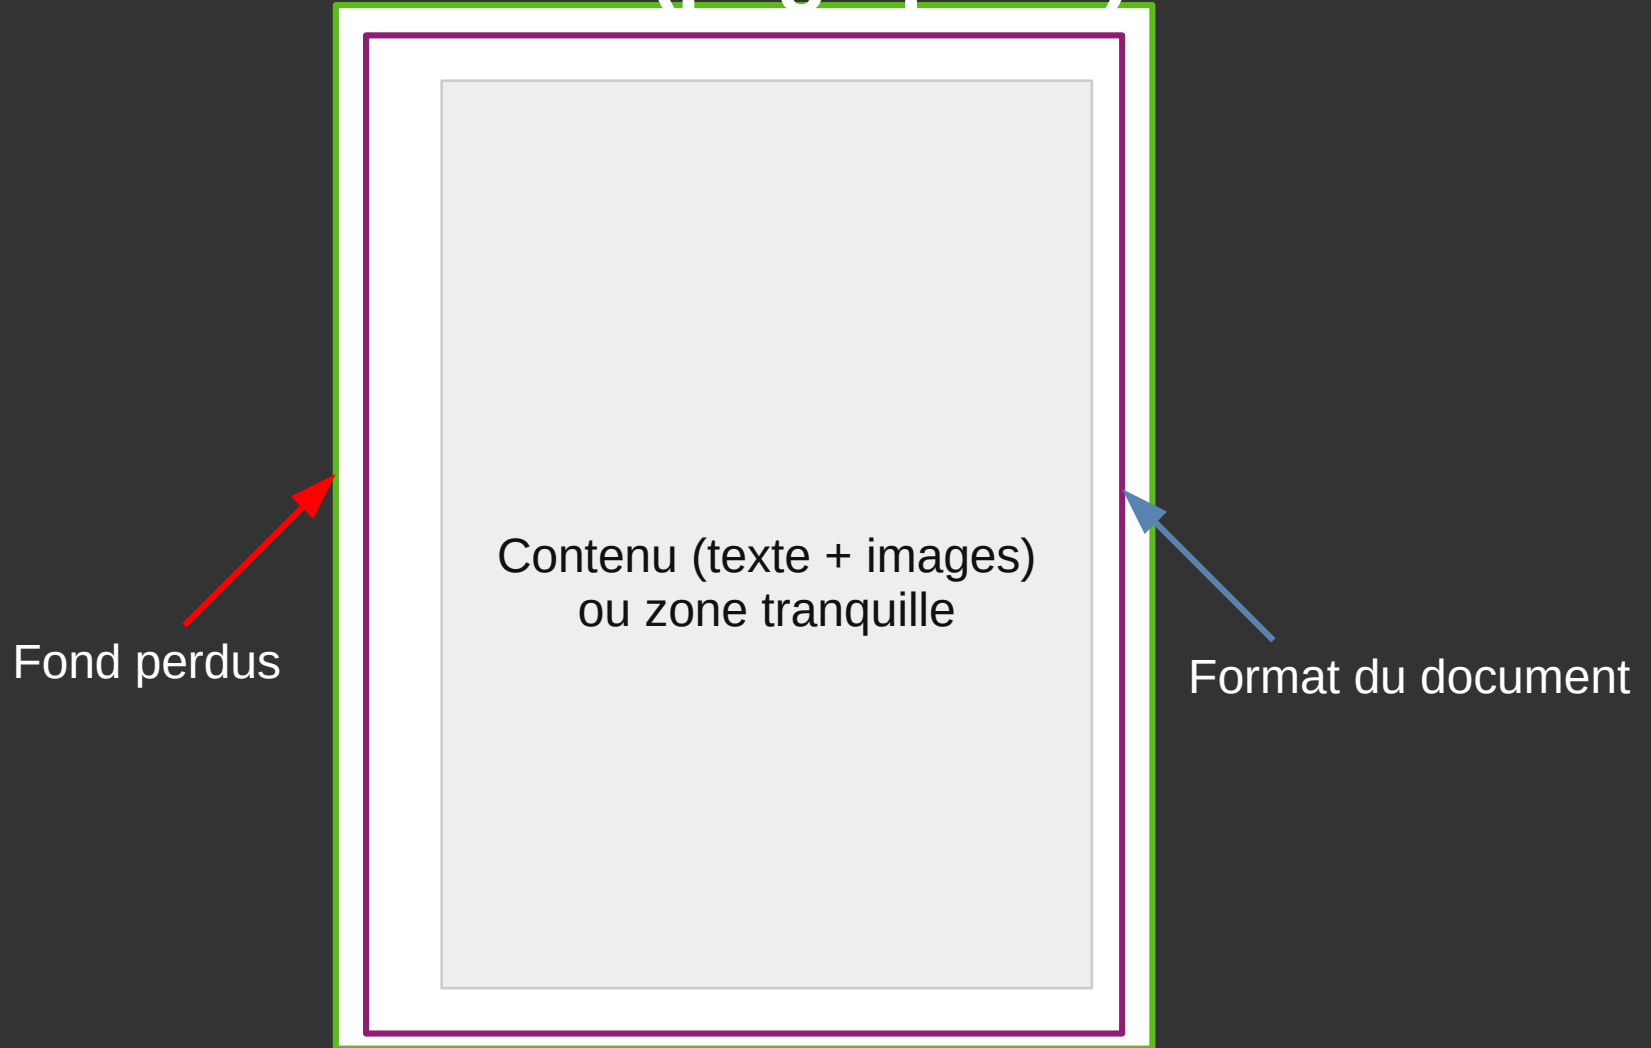 Contenu (texte + images)
ou zone tranquille
Fond perdus
Format du document